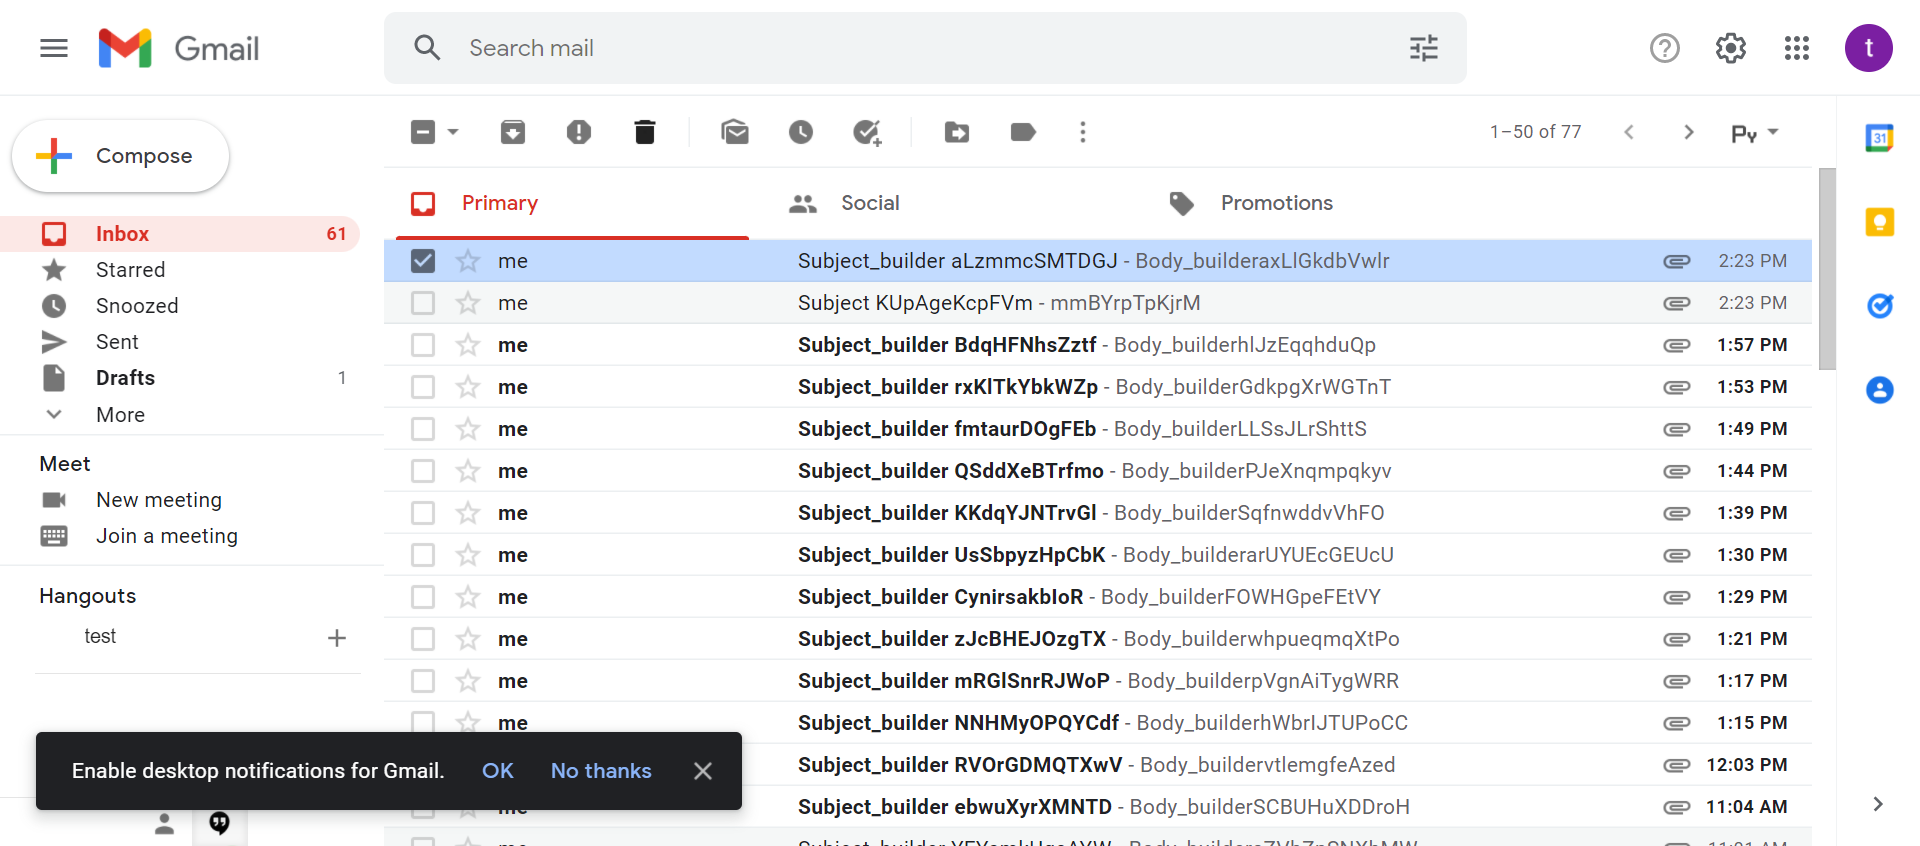 Gmail
Search mail
t
Compose
1–50 of 77
Py
31
Primary
Social
Promotions
Inbox 61
Starred
Snoozed
Sent
Drafts 1
More
Meet
New meeting
Join a meeting
Hangouts
test
me Subject_builder aLzmmcSMTDGJ - Body_builderaxLlGkdbVwlr 2:23 PM
me Subject KUpAgeKcpFVm - mmBYrpTpKjrM 2:23 PM
me Subject_builder BdqHFNhsZztf - Body_builderhlJzEqqhduQp 1:57 PM
me Subject_builder rxKlTkYbkWZp - Body_builderGdkpgXrWGTnT 1:53 PM
me Subject_builder fmtaurDOgFEb - Body_builderLLSsJLrShttS 1:49 PM
me Subject_builder QSddXeBTrfmo - Body_builderPJeXnqmpqkyv 1:44 PM
me Subject_builder KKdqYJNTrvGl - Body_builderSqfnwddvVhFO 1:39 PM
me Subject_builder UsSbpyzHpCbK - Body_builderarUYUEcGEUcU 1:30 PM
me Subject_builder CynirsakbIoR - Body_builderFOWHGpeFEtVY 1:29 PM
me Subject_builder zJcBHEJOzgTX - Body_builderwhpueqmqXtPo 1:21 PM
me Subject_builder mRGlSnrRJWoP - Body_builderpVgnAiTygWRR 1:17 PM
me Subject_builder NNHMyOPQYCdf - Body_builderhWbrIJTUPoCC 1:15 PM
Subject_builder RVOrGDMQTXwV - Body_buildervtlemgfeAzed 12:03 PM
me Subject_builder ebwuXyrXMNTD - Body_builderSCBUHuXDDroH 11:04 AM
Enable desktop notifications for Gmail. OK No thanks